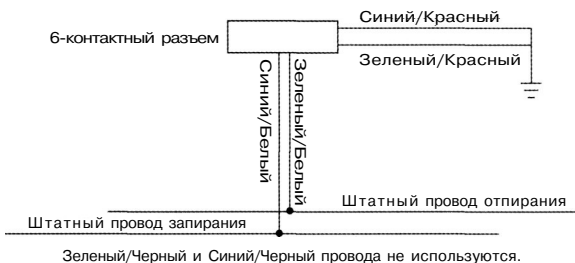 Синий/Красный
6-контактный разъем
Зеленый/Красный
Синий/Белый
Зеленый/Белый
Штатный провод отпирания
Штатный провод запирания
Зеленый/Черный и Синий/Черный провода не используются.